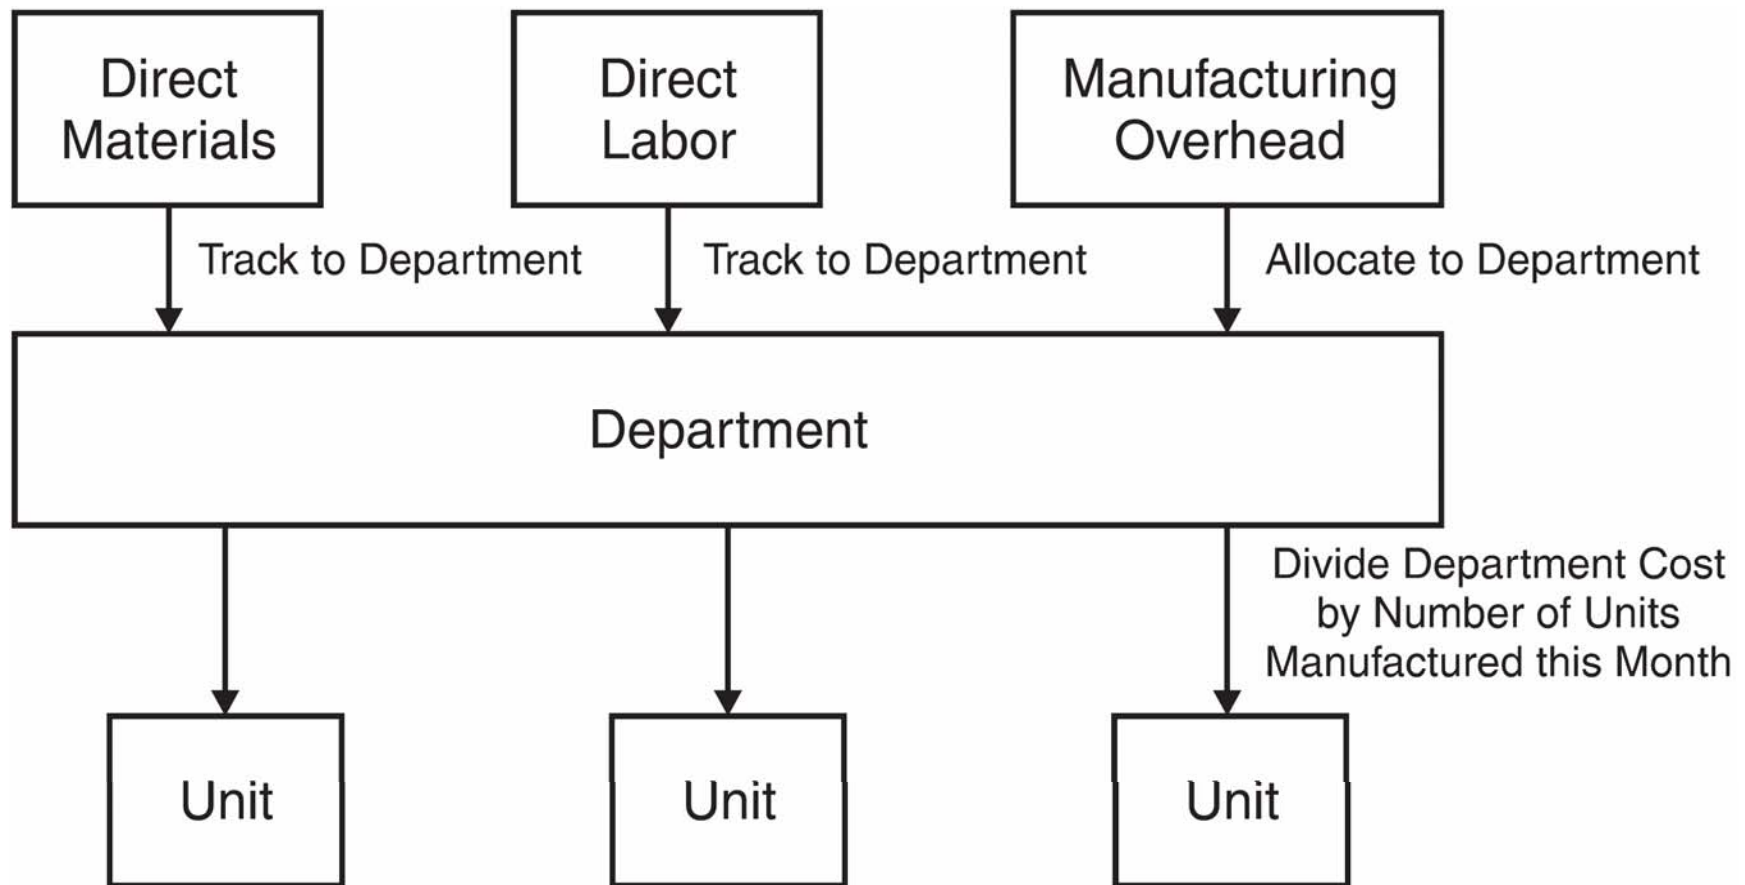 Direct
Materials
Direct
Labor
Manufacturing
Overhead
Track to Department
Track to Department
Allocate to Department
Department
Divide Department Cost
by Number of Units
Manufactured this Month
Unit
Unit
Unit